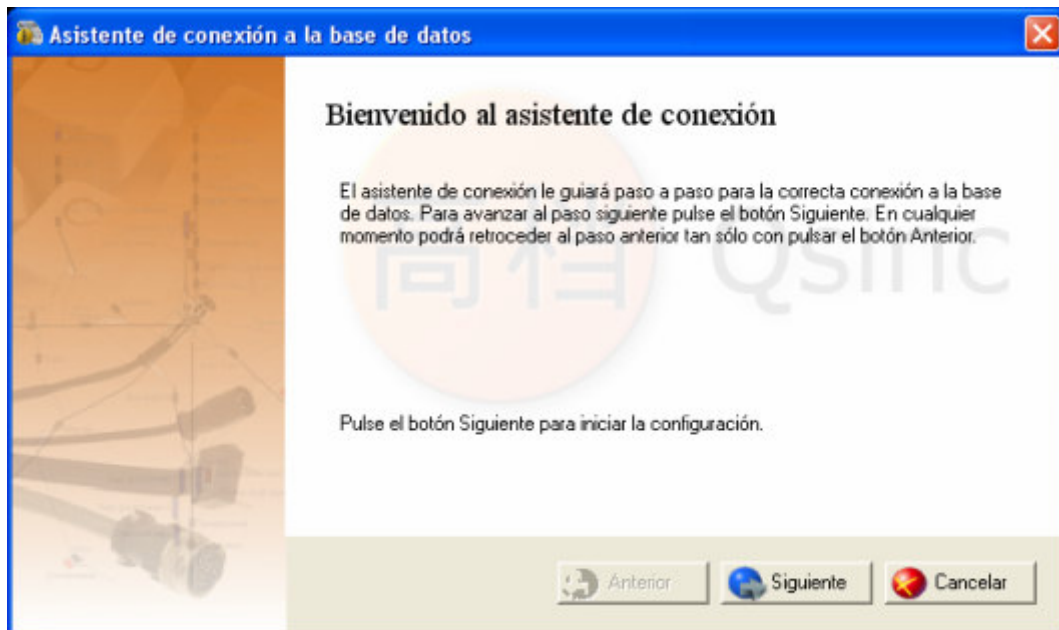 Asistente de conexión a la base de datos
Bienvenido al asistente de conexión
El asistente de conexión le guiará paso a paso para la correcta conexión a la base
de datos. Para avanzar al paso siguiente pulse el botón Siguiente. En cualquier
momento podrá retroceder al paso anterior tan sólo con pulsar el botón Anterior.
高档 Qsinc
Pulse el botón Siguiente para iniciar la configuración.
Anterior
Siguiente
Cancelar